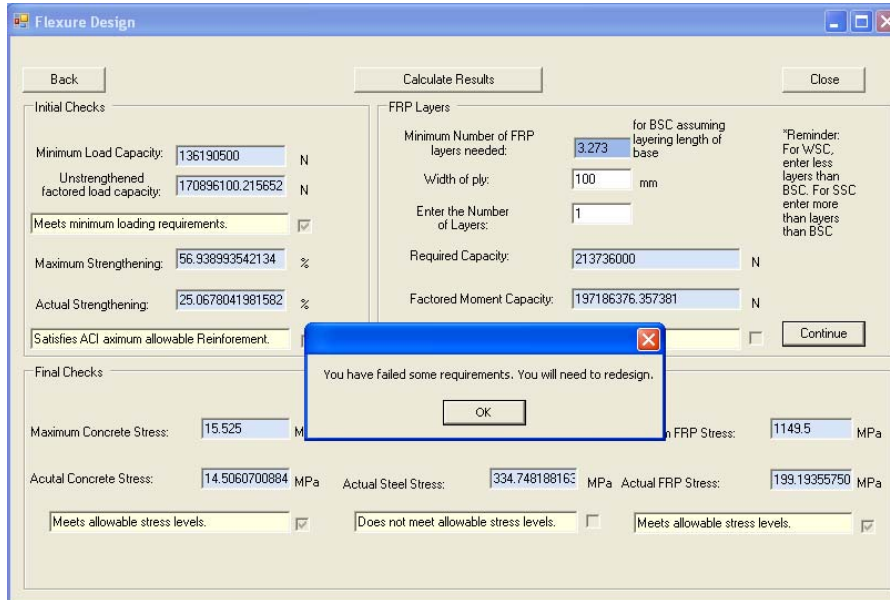 Flexure Design
Back
Calculate Results
Close
Initial Checks
Minimum Load Capacity:
136190500
N
Unstrengthened
factored load capacity:
170896100.215652
N
Meets minimum loading requirements.
Maximum Strengthening:
56.938993542134
%
Actual Strengthening:
25.0678041981582
%
Satisfies ACI aximum allowable Reinforement.
FRP Layers
Minimum Number of FRP
layers needed:
3.273
for BSC assuming
layering length of
base
Width of ply:
100
mm
Enter the Number
of Layers:
1
*Reminder:
For WSC,
enter less
layers than
BSC. For SSC
enter more
than layers
than BSC
Required Capacity:
213736000
N
Factored Moment Capacity:
197186376.357381
N
Continue
You have failed some requirements. You will need to redesign.
OK
Final Checks
Maximum Concrete Stress:
15.525
M
FRP Stress:
1149.5
MPa
Acutal Concrete Stress:
14.5060700884
MPa
Actual Steel Stress:
334.748188163
MPa
Actual FRP Stress:
199.19355750
MPa
Meets allowable stress levels.
Does not meet allowable stress levels.
Meets allowable stress levels.